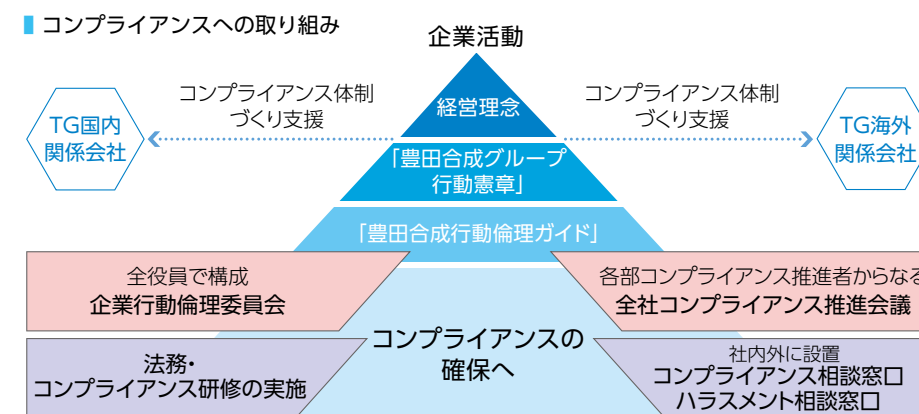 コンプライアンスへの取り組み
企業活動
コンプライアンス体制
づくり支援
経営理念
コンプライアンス体制
づくり支援
TG国内
関係会社
TG海外
関係会社
「豊田合成グループ
行動憲章」
「豊田合成行動倫理ガイド」
全役員で構成
企業行動倫理委員会
各部コンプライアンス推進者からなる
全社コンプライアンス推進会議
コンプライアンスの
確保へ
法務・
コンプライアンス研修の実施
社内外に設置
コンプライアンス相談窓口
ハラスメント相談窓口